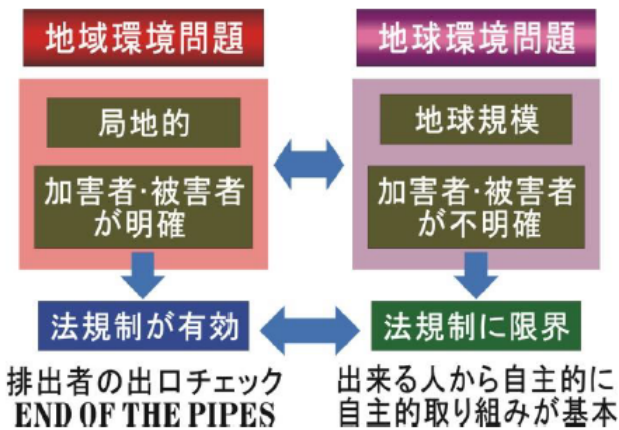 地域環境問題
局地的
加害者･被害者
が明確
法規制が有効
排出者の出口チェック
END OF THE PIPES
地球環境問題
地球規模
加害者･被害者
が不明確
法規制に限界
出来る人から自主的に
自主的取り組みが基本